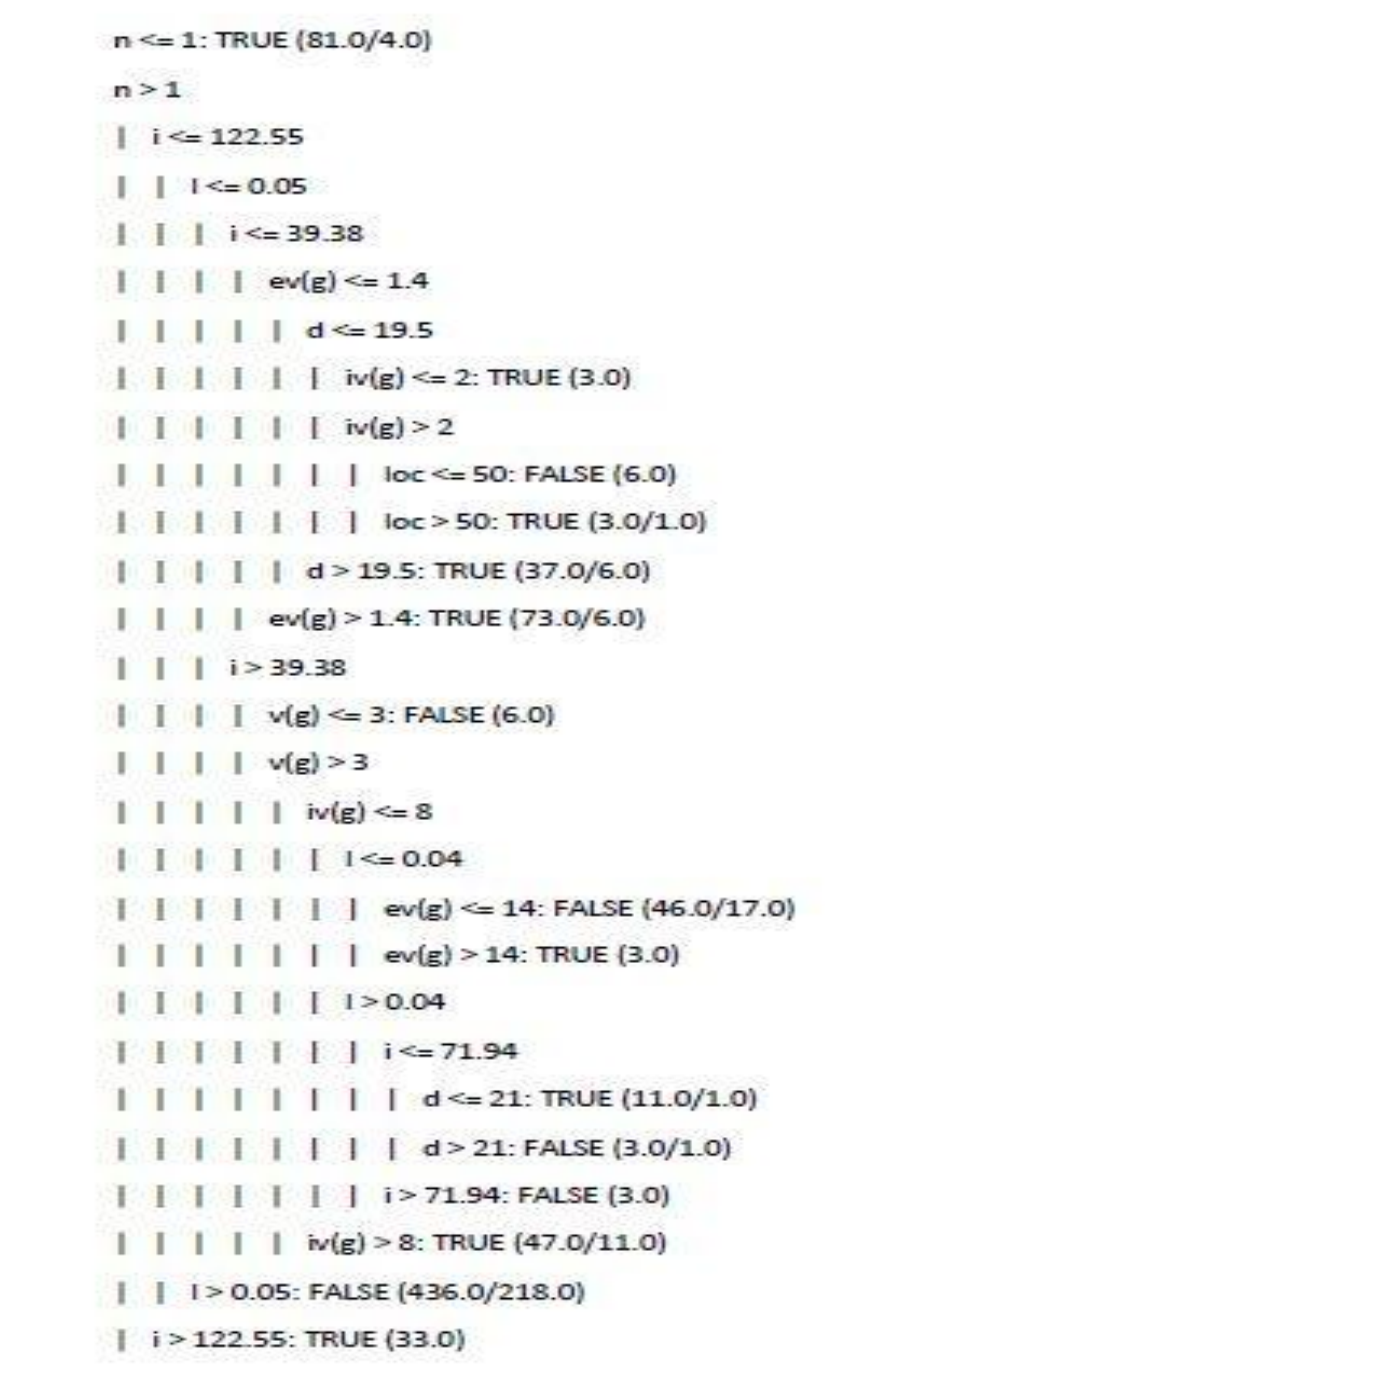 n <= 1: TRUE (81.0/4.0)
n > 1
| i <= 122.55
| | l <= 0.05
| | | i <= 39.38
| | | | ev(g) <= 1.4
| | | | | d <= 19.5
| | | | | | iv(g) <= 2: TRUE (3.0)
| | | | | | iv(g) > 2
| | | | | | | loc <= 50: FALSE (6.0)
| | | | | | | loc > 50: TRUE (3.0/1.0)
| | | | | d > 19.5: TRUE (37.0/6.0)
| | | | ev(g) > 1.4: TRUE (73.0/6.0)
| | | i > 39.38
| | | | v(g) <= 3: FALSE (6.0)
| | | | v(g) > 3
| | | | | iv(g) <= 8
| | | | | | l <= 0.04
| | | | | | | ev(g) <= 14: FALSE (46.0/17.0)
| | | | | | | ev(g) > 14: TRUE (3.0)
| | | | | | l > 0.04
| | | | | | | i <= 71.94
| | | | | | | | d <= 21: TRUE (11.0/1.0)
| | | | | | | | d > 21: FALSE (3.0/1.0)
| | | | | | | i > 71.94: FALSE (3.0)
| | | | | iv(g) > 8: TRUE (47.0/11.0)
| | l > 0.05: FALSE (436.0/218.0)
| i > 122.55: TRUE (33.0)